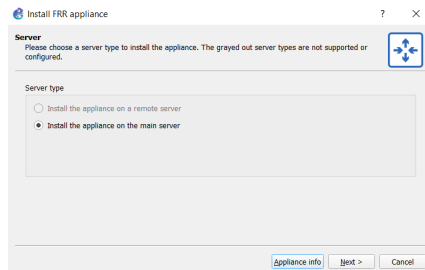 Install FRR appliance
Server
Please choose a server type to install the appliance. The grayed out server types are not supported or
configured.
Server type
Install the appliance on a remote server
Install the appliance on the main server
Appliance info
Next >
Cancel